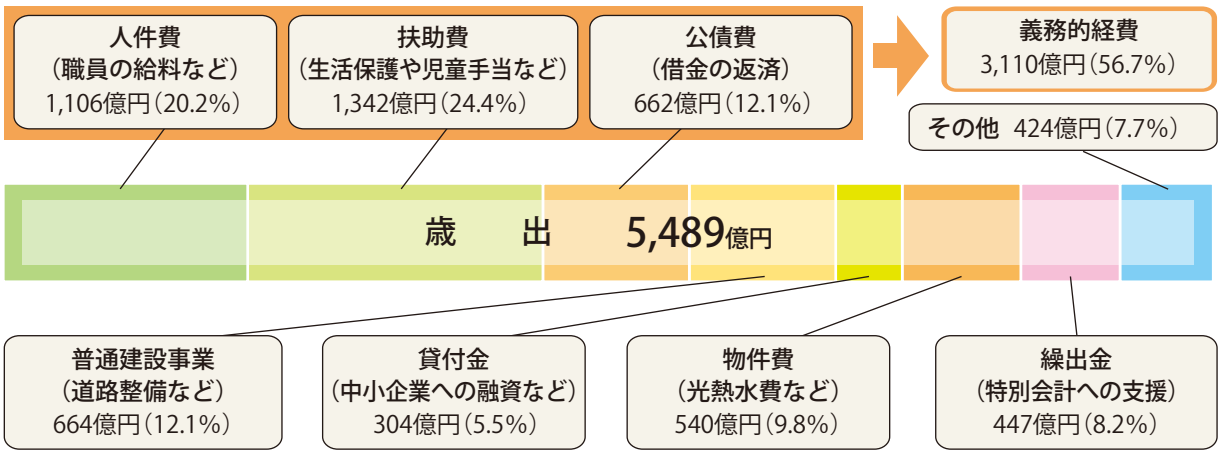 人件費
（職員の給料など）
1,106億円（20.2%）
扶助費
（生活保護や児童手当など）
1,342億円（24.4%）
公債費
（借金の返済）
662億円（12.1%）
義務的経費
3,110億円（56.7%）
その他 424億円（7.7%）
歳 出 5,489億円
普通建設事業
（道路整備など）
664億円（12.1%）
貸付金
（中小企業への融資など）
304億円（5.5%）
物件費
（光熱水費など）
540億円（9.8%）
繰出金
（特別会計への支援）
447億円（8.2%）